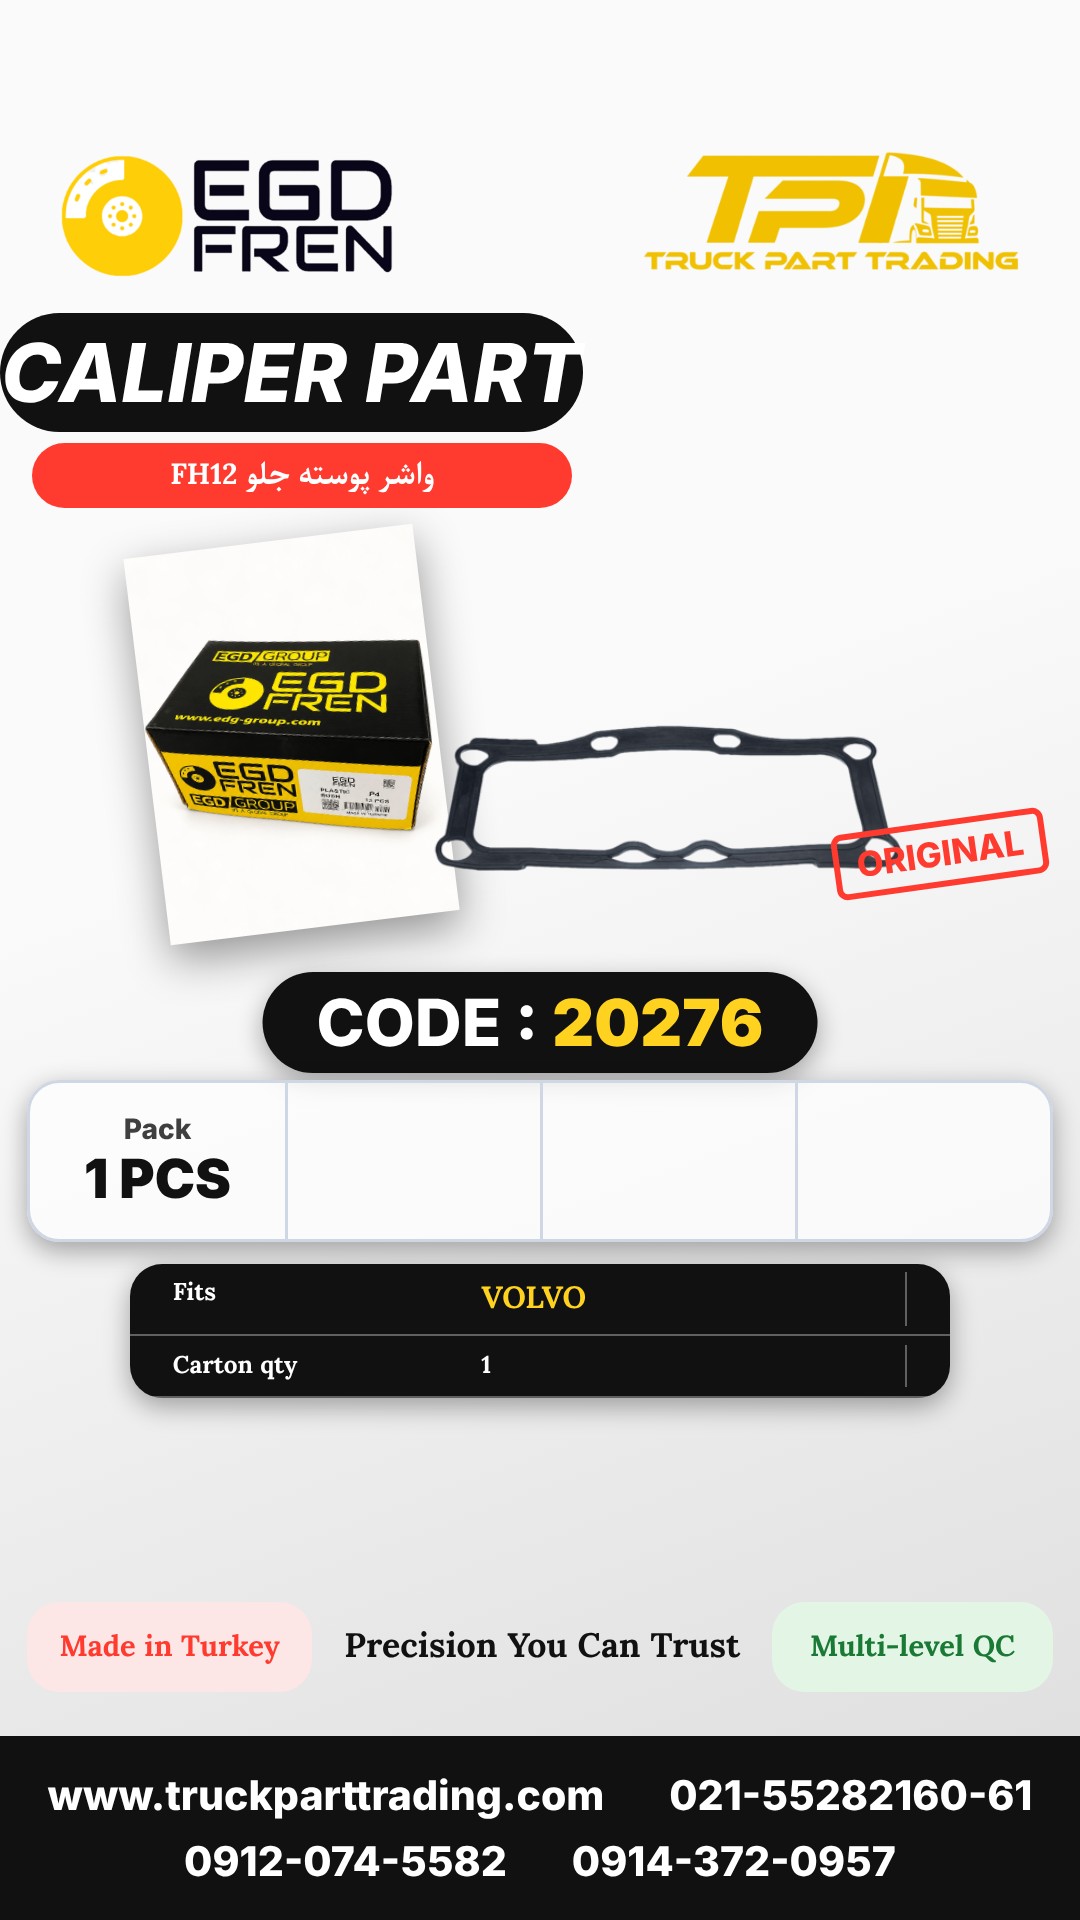 EGD
FREN
TPI
TRUCK PART TRADING
CALIPER PART
واشر پوسته جلو FH12
EGD/GROUP
EGD
FREN
www.edg-group.com
EGD
FREN
EGD/GROUP
EGD
FREN
P4
ORIGINAL
CODE : 20276
Pack
1 PCS
Fits VOLVO
Carton qty 1
Made in Turkey
Precision You Can Trust
Multi-level QC
www.truckparttrading.com 021-55282160-61
0912-074-5582 0914-372-0957